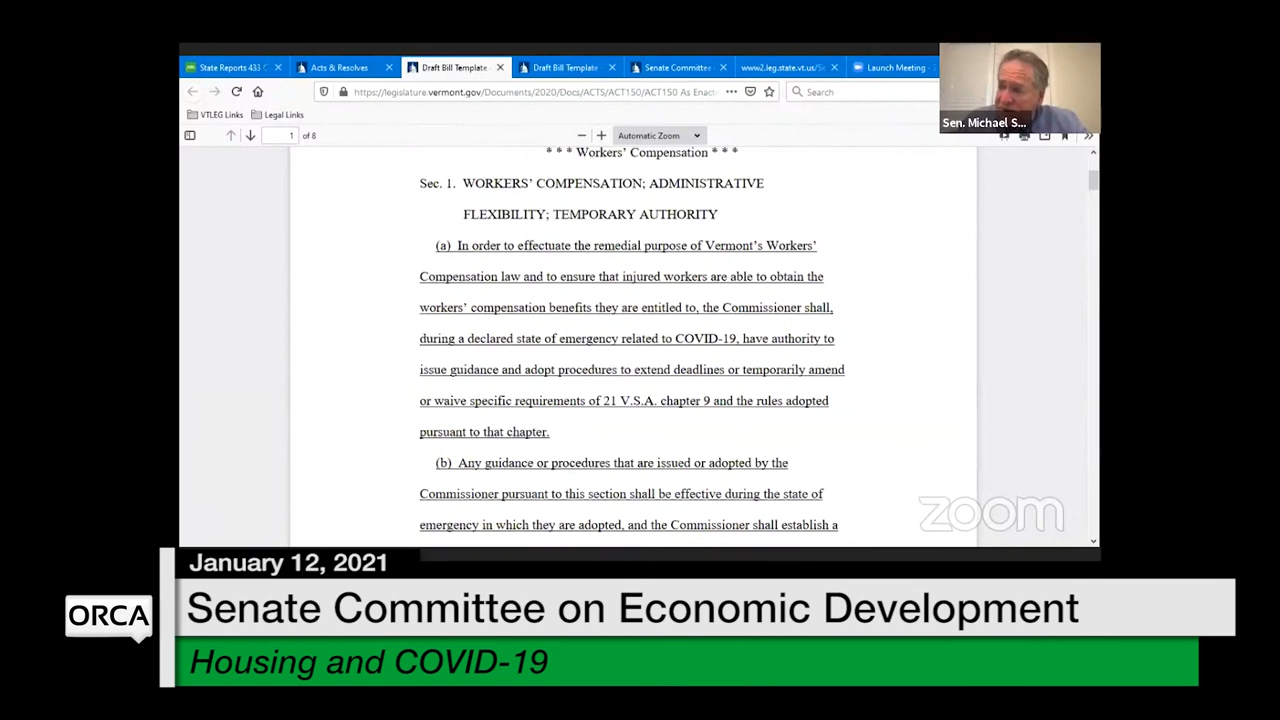 State Reports 433 C
Acts & Resolves
Draft Bill Template
Draft Bill Template
Senate Committee
www2.leg.state.vt.us/S
Launch Meeting -
https://legislature.vermont.gov/Documents/2020/Docs/ACTS/ACT150/ACT150 As Enact
Search
VTLEG Links
Legal Links
1 of 8
Automatic Zoom
Sen. Michael S...
* * * Workers' Compensation * * *
Sec. 1. WORKERS' COMPENSATION; ADMINISTRATIVE
FLEXIBILITY; TEMPORARY AUTHORITY
(a) In order to effectuate the remedial purpose of Vermont's Workers'
Compensation law and to ensure that injured workers are able to obtain the
workers' compensation benefits they are entitled to, the Commissioner shall,
during a declared state of emergency related to COVID-19, have authority to
issue guidance and adopt procedures to extend deadlines or temporarily amend
or waive specific requirements of 21 V.S.A. chapter 9 and the rules adopted
pursuant to that chapter.
(b) Any guidance or procedures that are issued or adopted by the
Commissioner pursuant to this section shall be effective during the state of
emergency in which they are adopted, and the Commissioner shall establish a
zoom
January 12, 2021
ORCA
Senate Committee on Economic Development
Housing and COVID-19